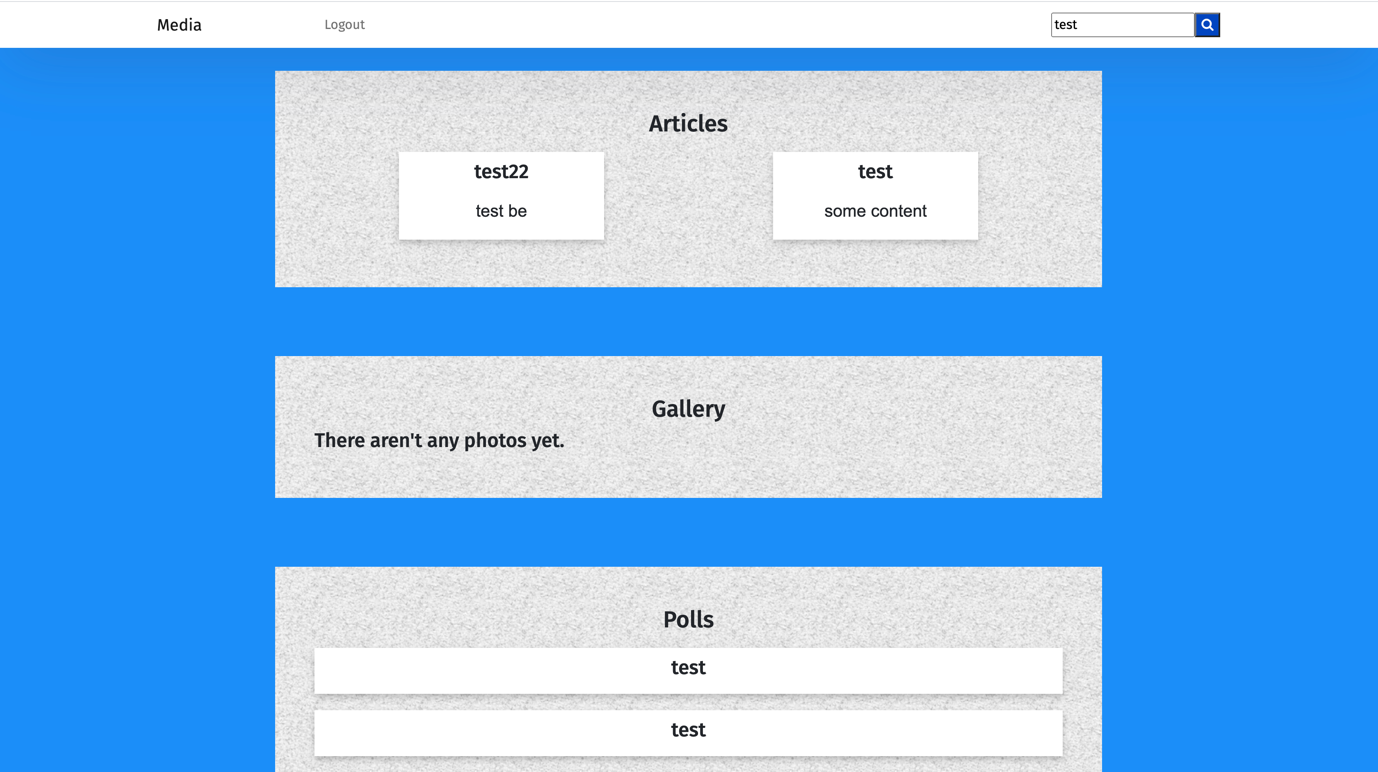 Media
Logout
test
Articles
test22
test be
test
some content
Gallery
There aren't any photos yet.
Polls
test
test